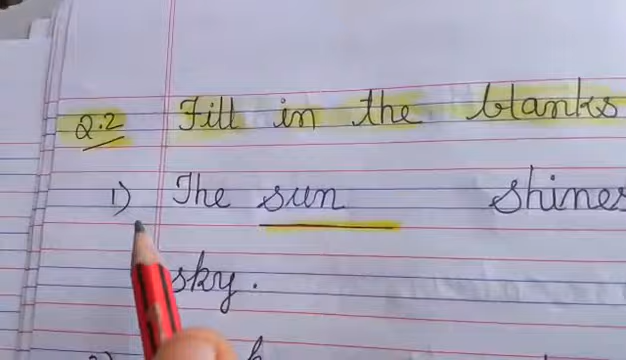 Q.2 Fill in the blanks
1) The sun shines
sky.